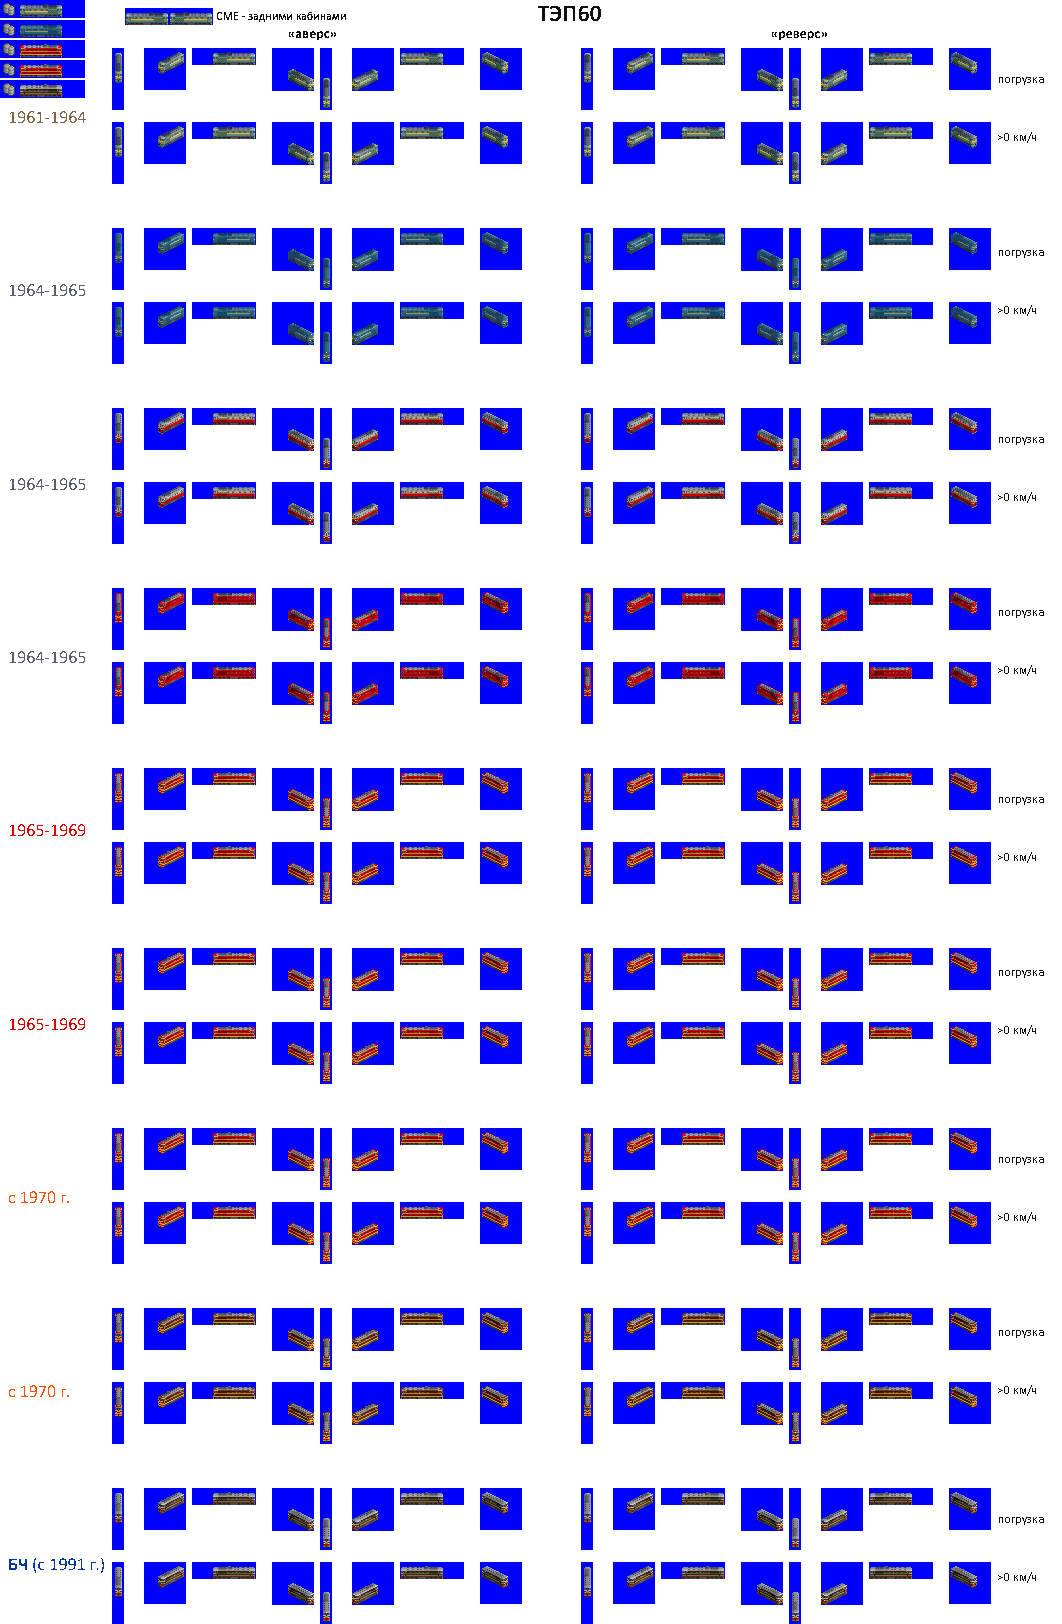 ТЭП60
СМЕ - задними кабинами
«аверс» «реверс»
погрузка
1961-1964
>0 км/ч
погрузка
1964-1965
>0 км/ч
погрузка
1964-1965
>0 км/ч
погрузка
1964-1965
>0 км/ч
погрузка
1965-1969
>0 км/ч
погрузка
1965-1969
>0 км/ч
погрузка
с 1970 г.
>0 км/ч
погрузка
с 1970 г.
>0 км/ч
погрузка
БЧ (с 1991 г.)
>0 км/ч